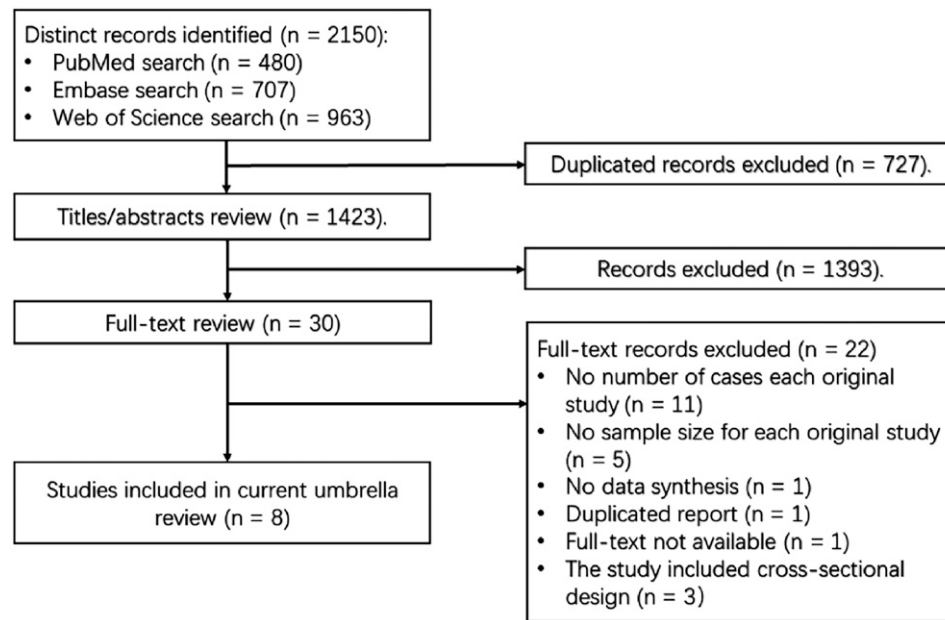 Distinct records identified (n = 2150):
• PubMed search (n = 480)
• Embase search (n = 707)
• Web of Science search (n = 963)
Duplicated records excluded (n = 727).
Titles/abstracts review (n = 1423).
Records excluded (n = 1393).
Full-text review (n = 30)
Full-text records excluded (n = 22)
• No number of cases each original
study (n = 11)
• No sample size for each original study
(n = 5)
• No data synthesis (n = 1)
• Duplicated report (n = 1)
• Full-text not available (n = 1)
• The study included cross-sectional
design (n = 3)
Studies included in current umbrella
review (n = 8)